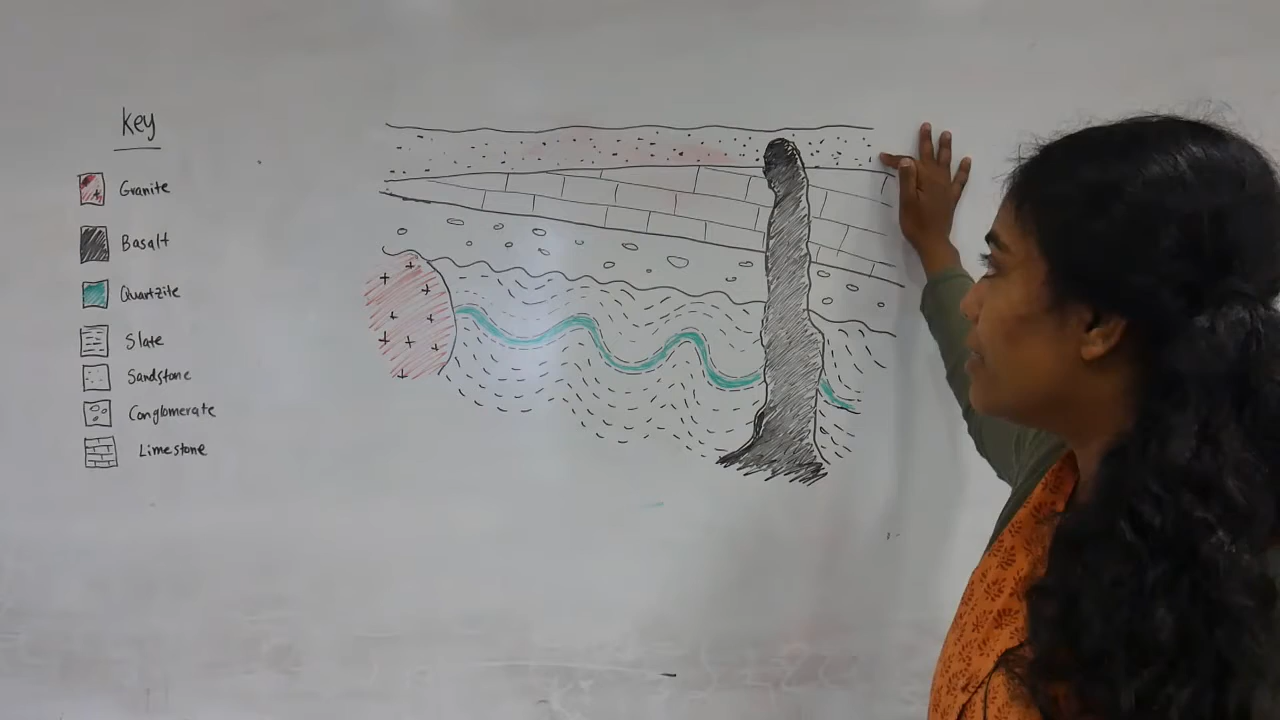 Key
Granite
Basalt
Quartzite
Slate
Sandstone
Conglomerate
Limestone